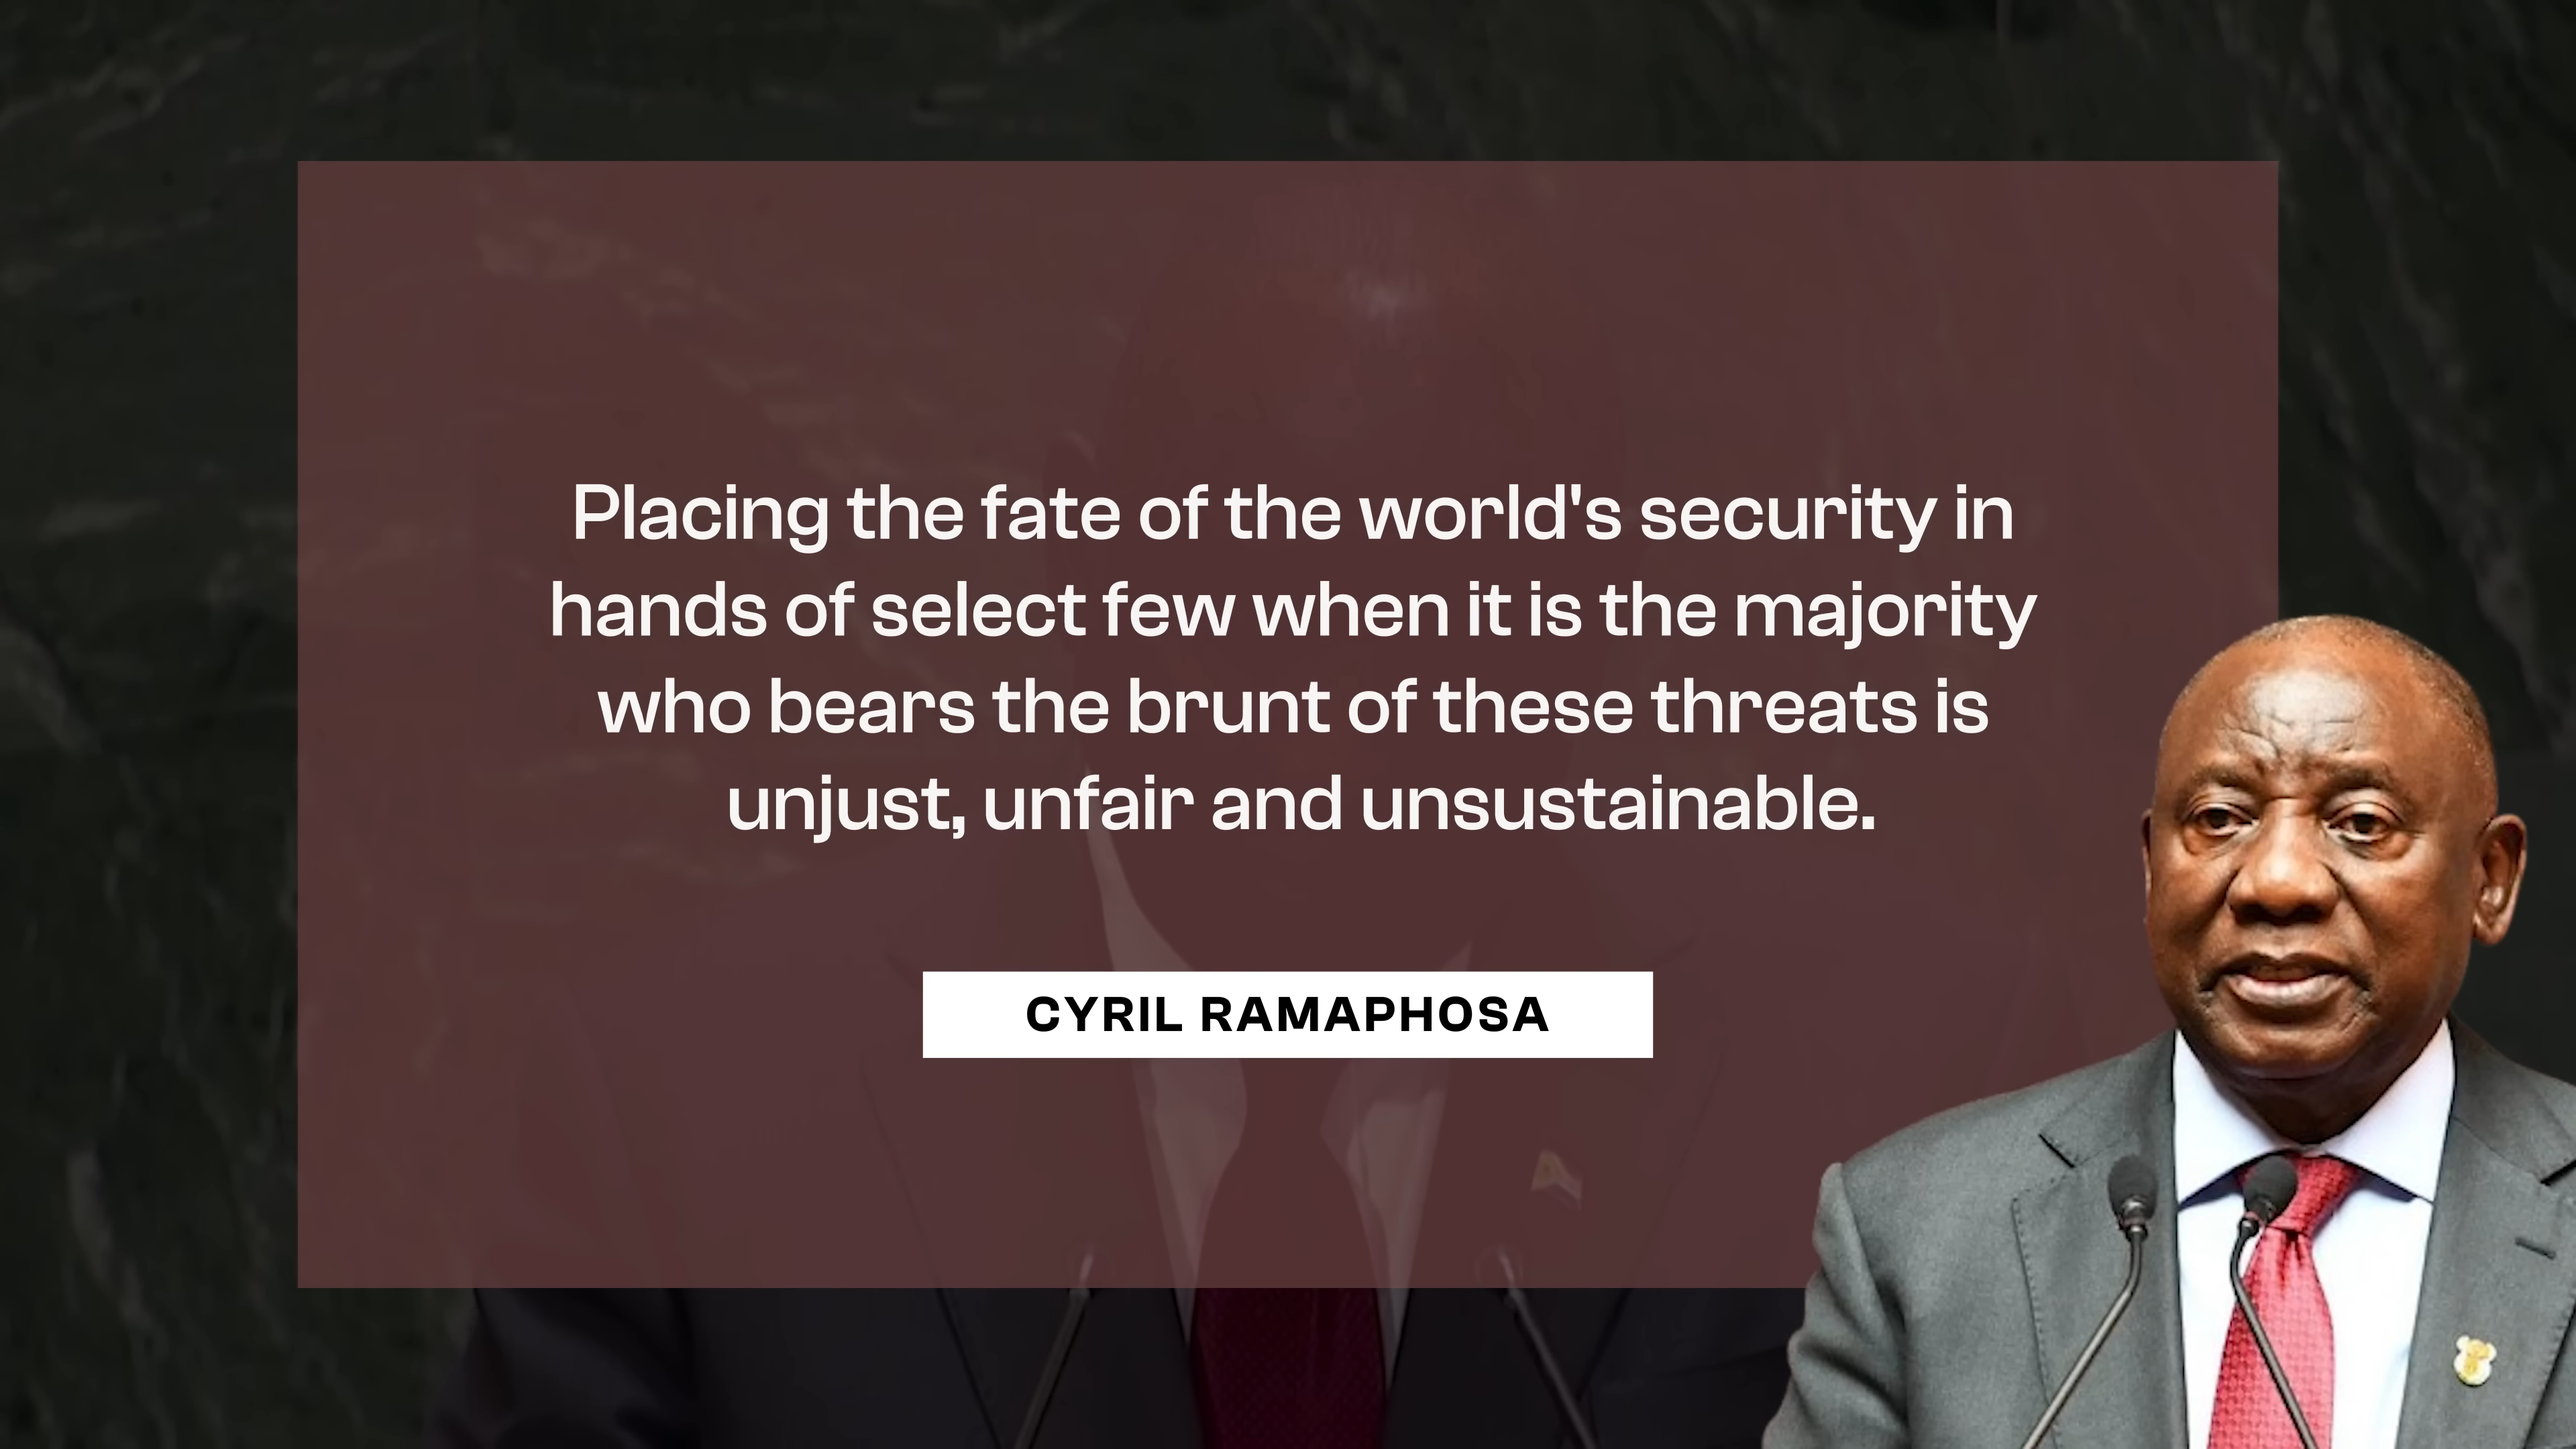 Placing the fate of the world's security in
hands of select few when it is the majority
who bears the brunt of these threats is
unjust, unfair and unsustainable.
CYRIL RAMAPHOSA